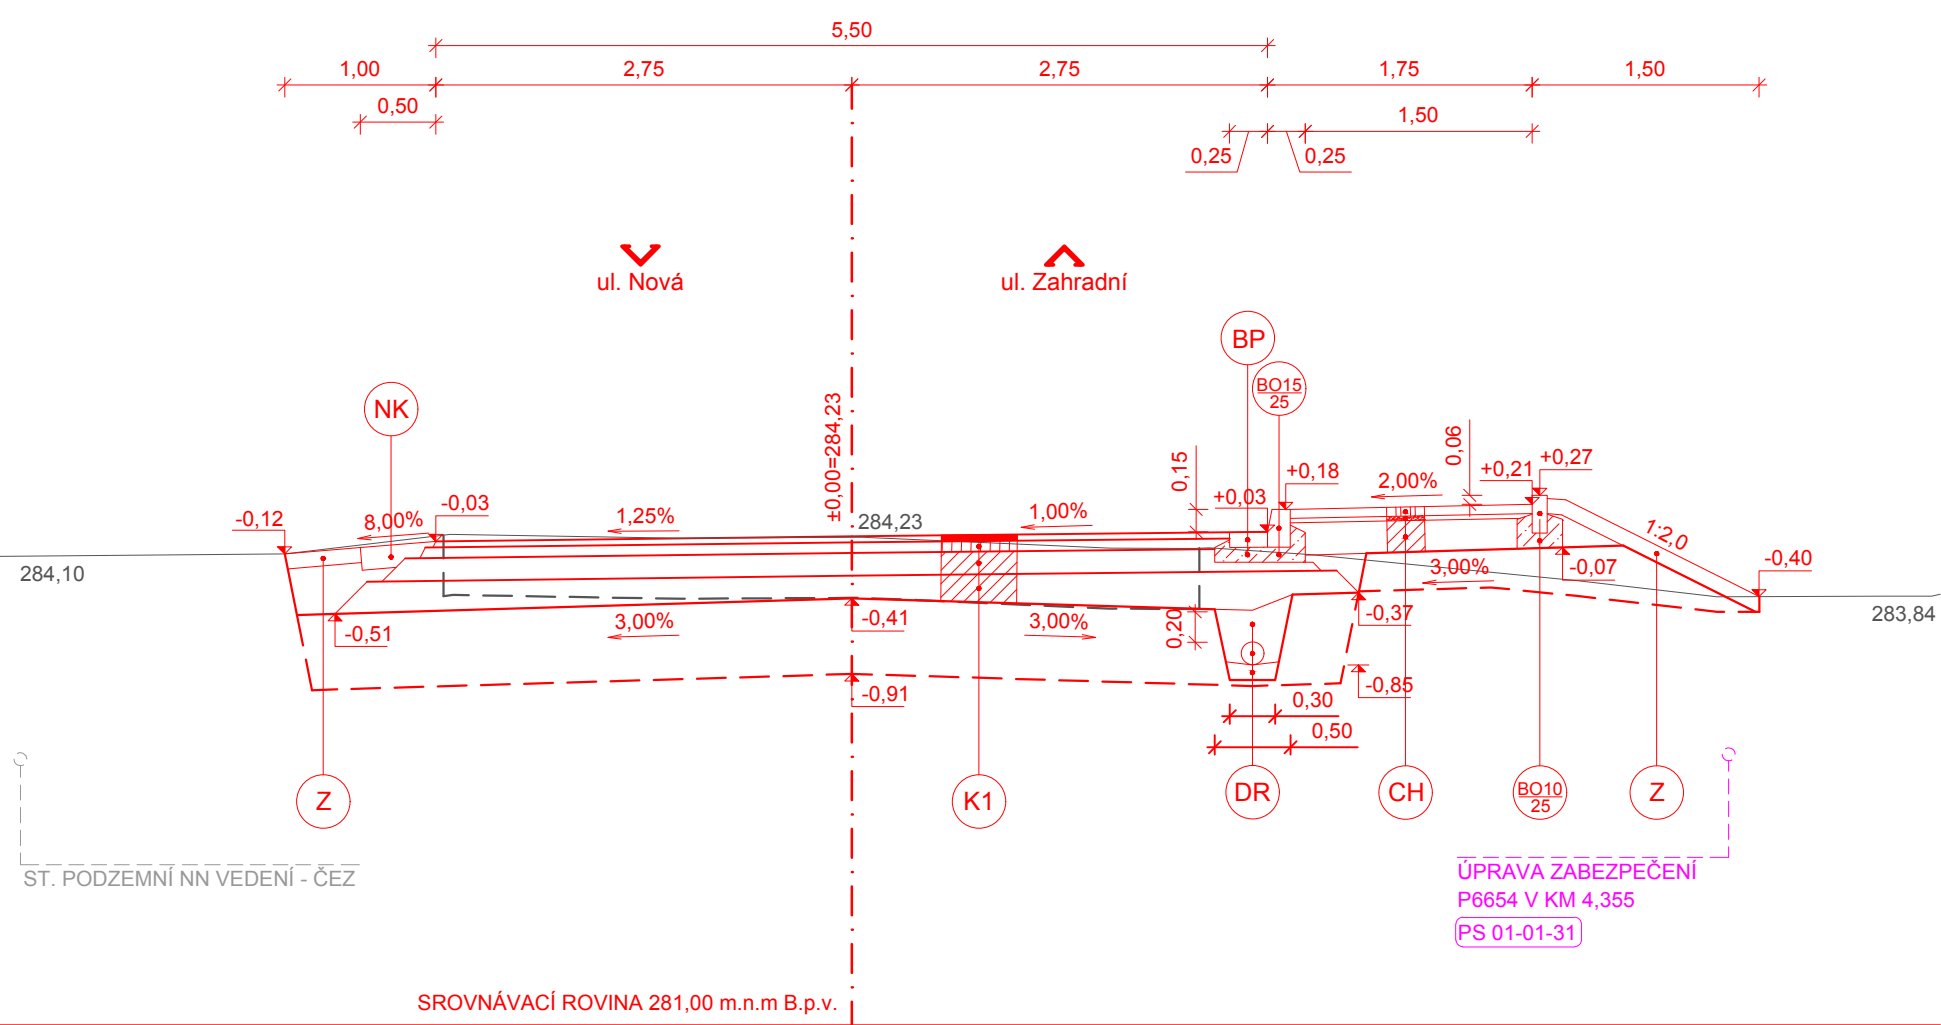 5,50
1,00
2,75
2,75
1,75
1,50
0,50
1,50
0,25
0,25
ul. Nová
ul. Zahradní
BP
BO15
25
NK
±0,00=284,23
0,15
0,06
+0,18
+0,03
2,00%
+0,21
+0,27
-0,12
8,00%
-0,03
1,25%
284,23
1,00%
1:2,0
284,10
-0,07
-0,40
3,00%
283,84
-0,51
3,00%
-0,41
3,00%
0,20
-0,37
-0,91
-0,85
0,30
0,50
Z
K1
DR
CH
BO10
25
Z
ST. PODZEMNÍ NN VEDENÍ - ČEZ
ÚPRAVA ZABEZPEČENÍ
P6654 V KM 4,355
PS 01-01-31
SROVNÁVACÍ ROVINA 281,00 m.n.m B.p.v.